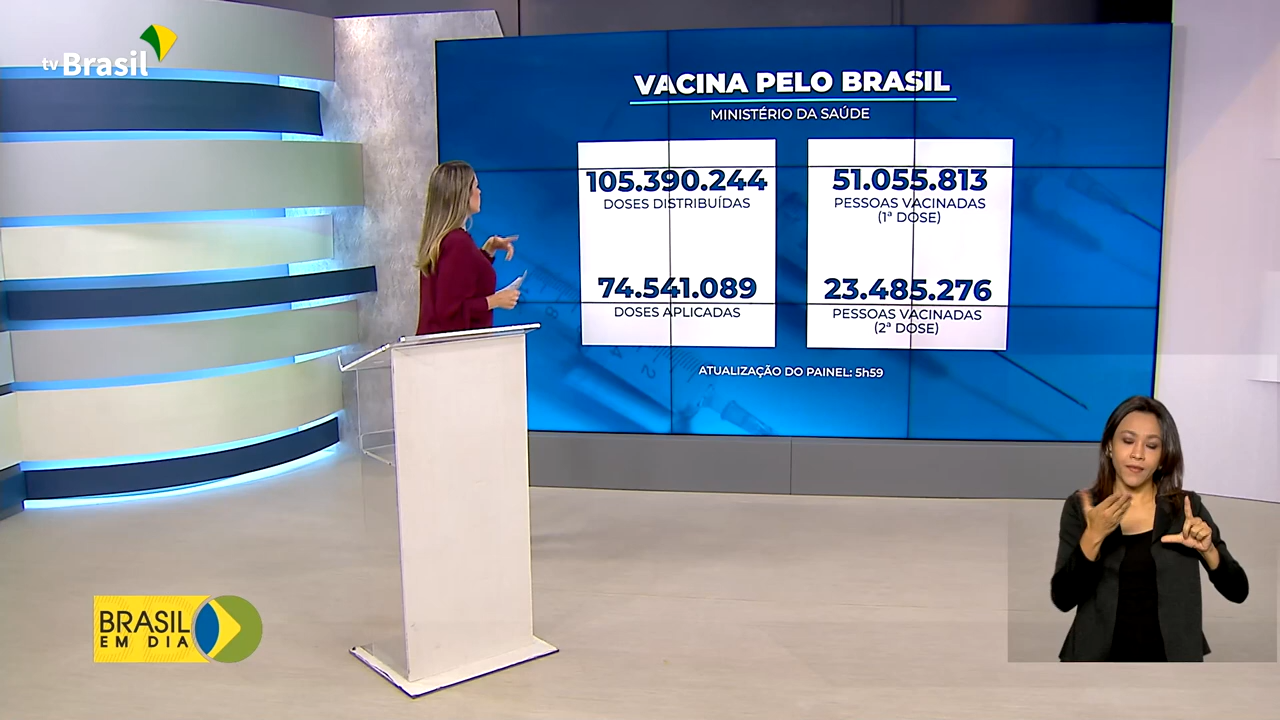 tv Brasil
VACINA PELO BRASIL
MINISTÉRIO DA SAÚDE
105.390.244
DOSES DISTRIBUÍDAS
74.541.089
DOSES APLICADAS
51.055.813
PESSOAS VACINADAS
(1ª DOSE)
23.485.276
PESSOAS VACINADAS
(2ª DOSE)
ATUALIZAÇÃO DO PAINEL: 5h59
BRASIL
EM DIA